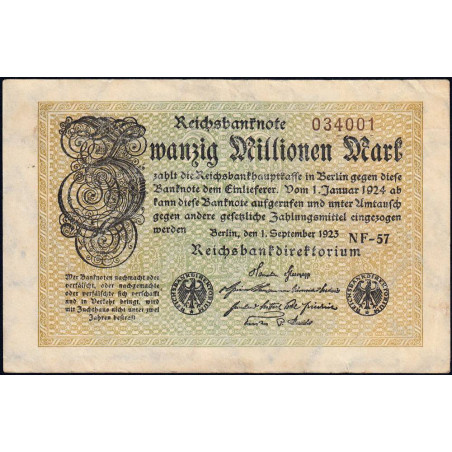 Reichsbanknote 034001
Zwanzig Millionen Mark
zahlt die Reichsbankhauptkasse in Berlin gegen diese
Banknote dem Einlieferer. Vom 1. Januar 1924 ab
kann diese Banknote aufgerufen und unter Umtausch
gegen andere gesetzliche Zahlungsmittel eingezogen
werden Berlin, den 1. September 1923 NF-57
Reichsbankdirektorium
Wer Banknoten nachmacht oder
verfälscht, oder nachgemachte
oder verfälschte sich verschafft
und in Verkehr bringt, wird
mit Zuchthaus nicht unter zwei
Jahren bestraft